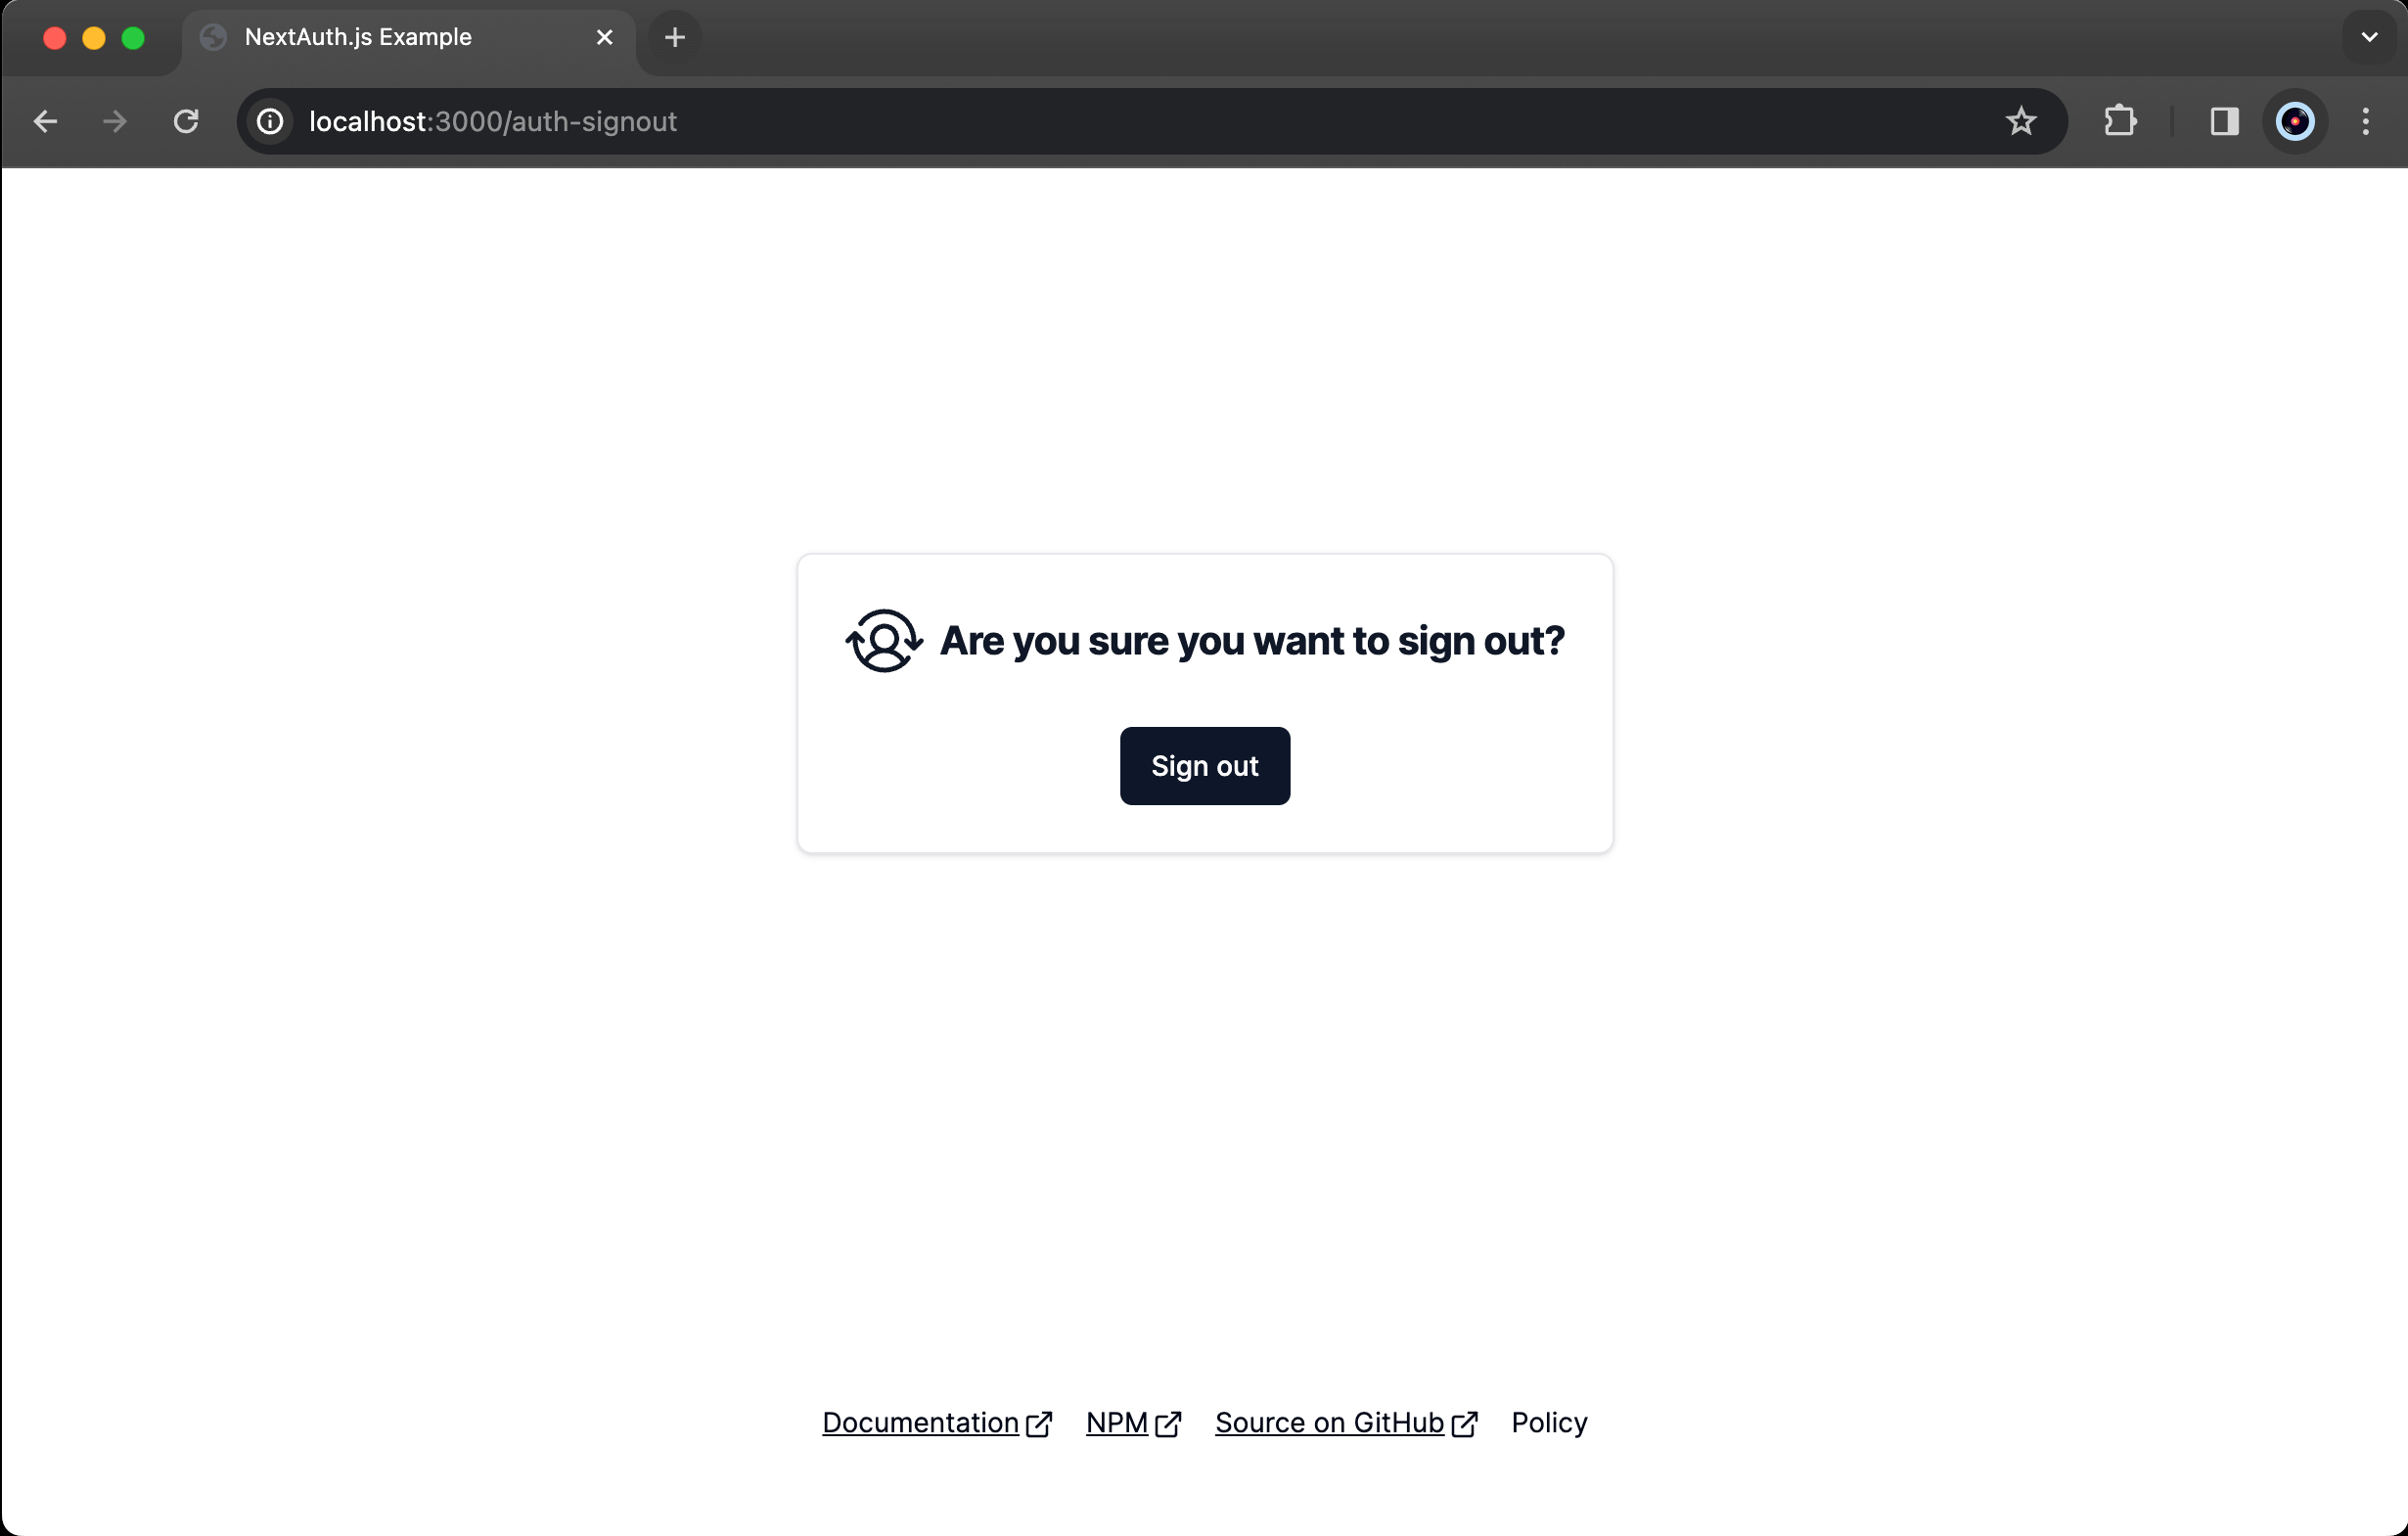 NextAuth.js Example
localhost:3000/auth-signout
Are you sure you want to sign out?
Sign out
Documentation NPM Source on GitHub Policy